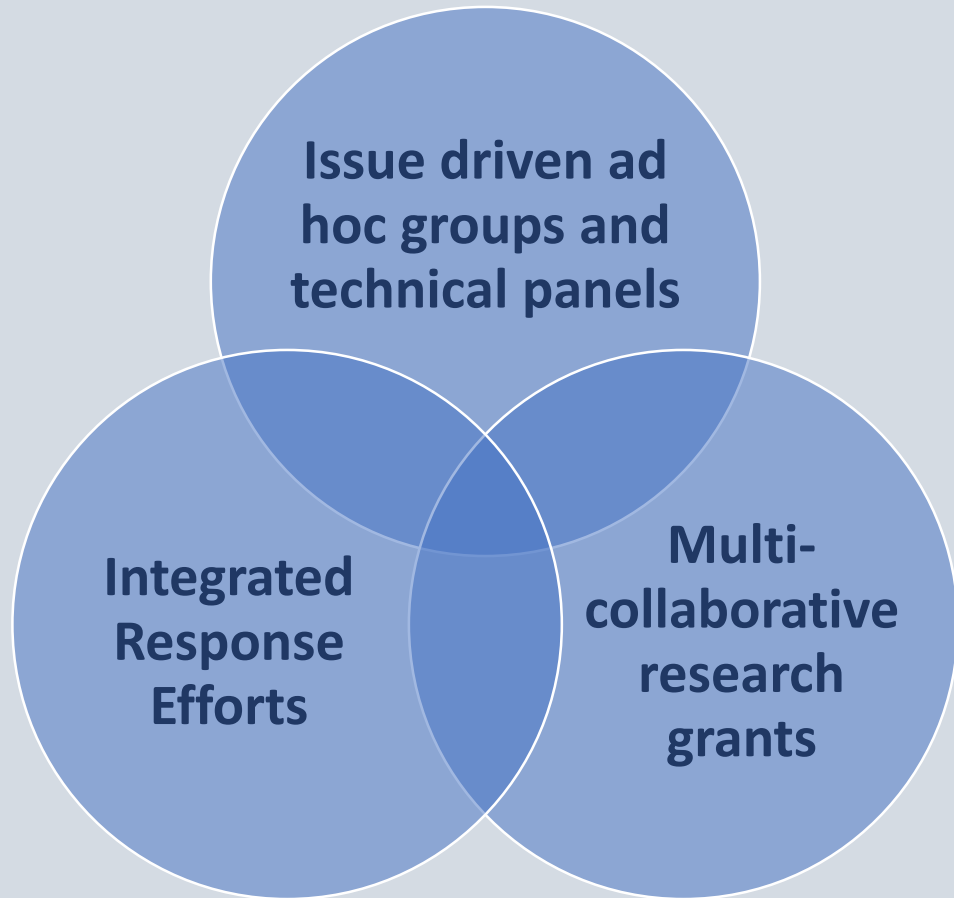 Issue driven ad
hoc groups and
technical panels
Integrated
Response
Efforts
Multi-
collaborative
research
grants